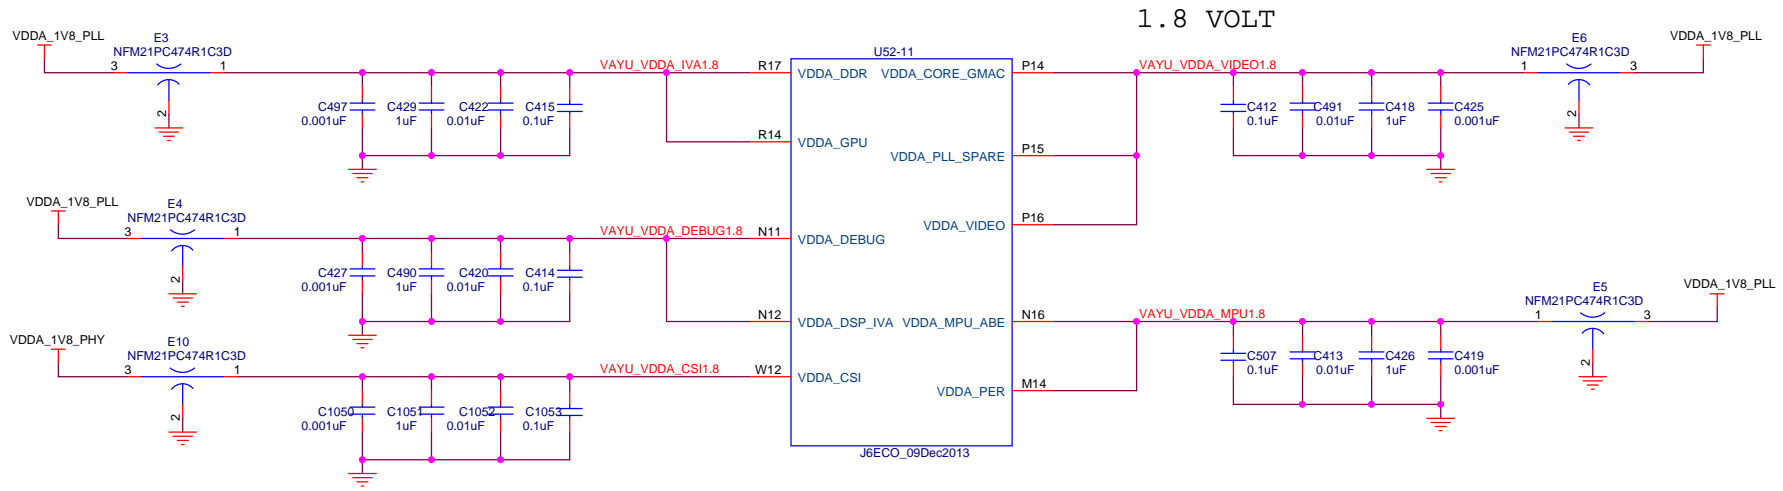 1.8 VOLT
VDDA_1V8_PLL
E3
NFM21PC474R1C3D
3
1
2
VAYU_VDDA_IVA1.8
C497
0.001uF
C429
1uF
C422
0.01uF
C415
0.1uF
R17
R14
VDDA_1V8_PLL
E4
NFM21PC474R1C3D
3
1
2
VAYU_VDDA_DEBUG1.8
C427
0.001uF
C490
1uF
C420
0.01uF
C414
0.1uF
N11
N12
VDDA_1V8_PHY
E10
NFM21PC474R1C3D
3
1
2
VAYU_VDDA_CSI1.8
C1050
0.001uF
C1051
1uF
C1052
0.01uF
C1053
0.1uF
W12
U52-11
VDDA_DDR
VDDA_CORE_GMAC
VDDA_GPU
VDDA_PLL_SPARE
VDDA_VIDEO
VDDA_DEBUG
VDDA_DSP_IVA
VDDA_MPU_ABE
VDDA_CSI
VDDA_PER
J6ECO_09Dec2013
P14
P15
P16
VAYU_VDDA_VIDEO1.8
C412
0.1uF
C491
0.01uF
C418
1uF
C425
0.001uF
E6
NFM21PC474R1C3D
1
3
2
VDDA_1V8_PLL
N16
M14
VAYU_VDDA_MPU1.8
C507
0.1uF
C413
0.01uF
C426
1uF
C419
0.001uF
E5
NFM21PC474R1C3D
1
3
2
VDDA_1V8_PLL